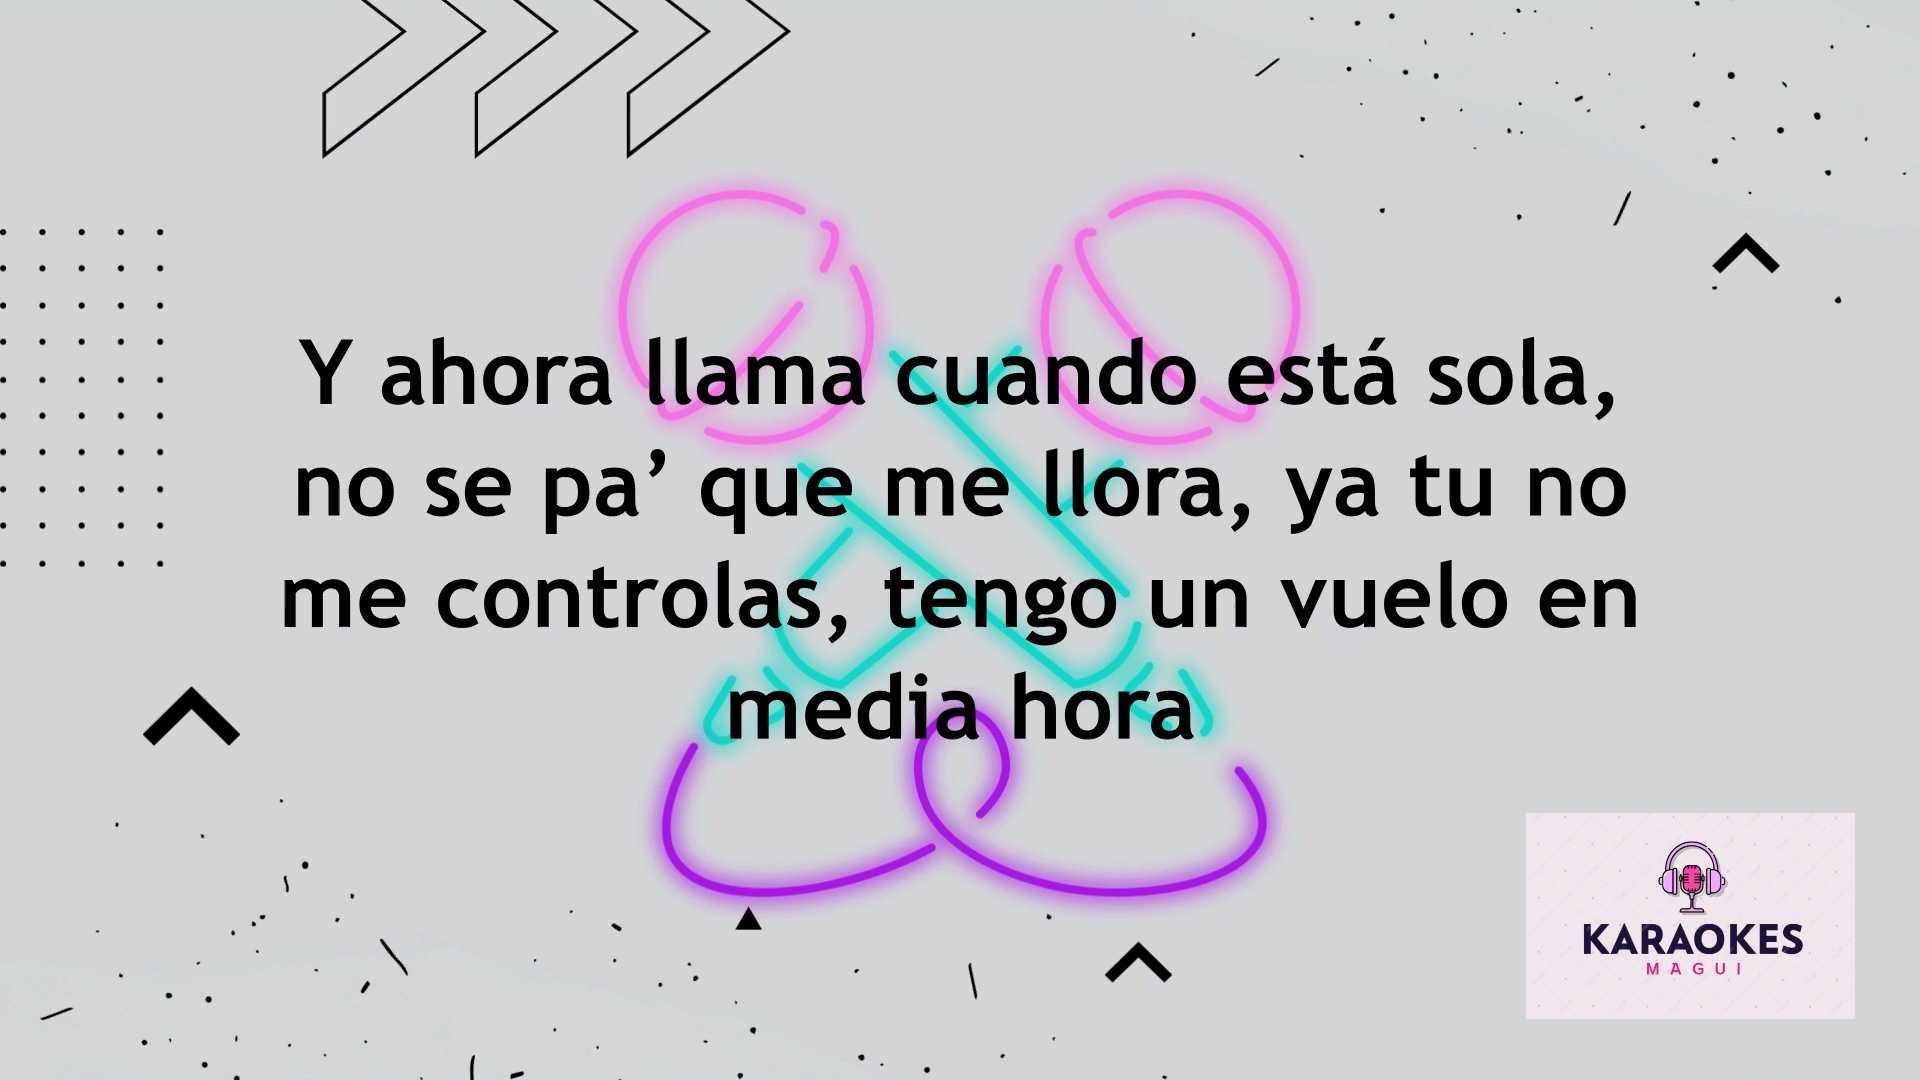 Y ahora llama cuando está sola,
no se pa’ que me llora, ya tu no
me controlas, tengo un vuelo en
media hora
KARAOKES
MAGUI